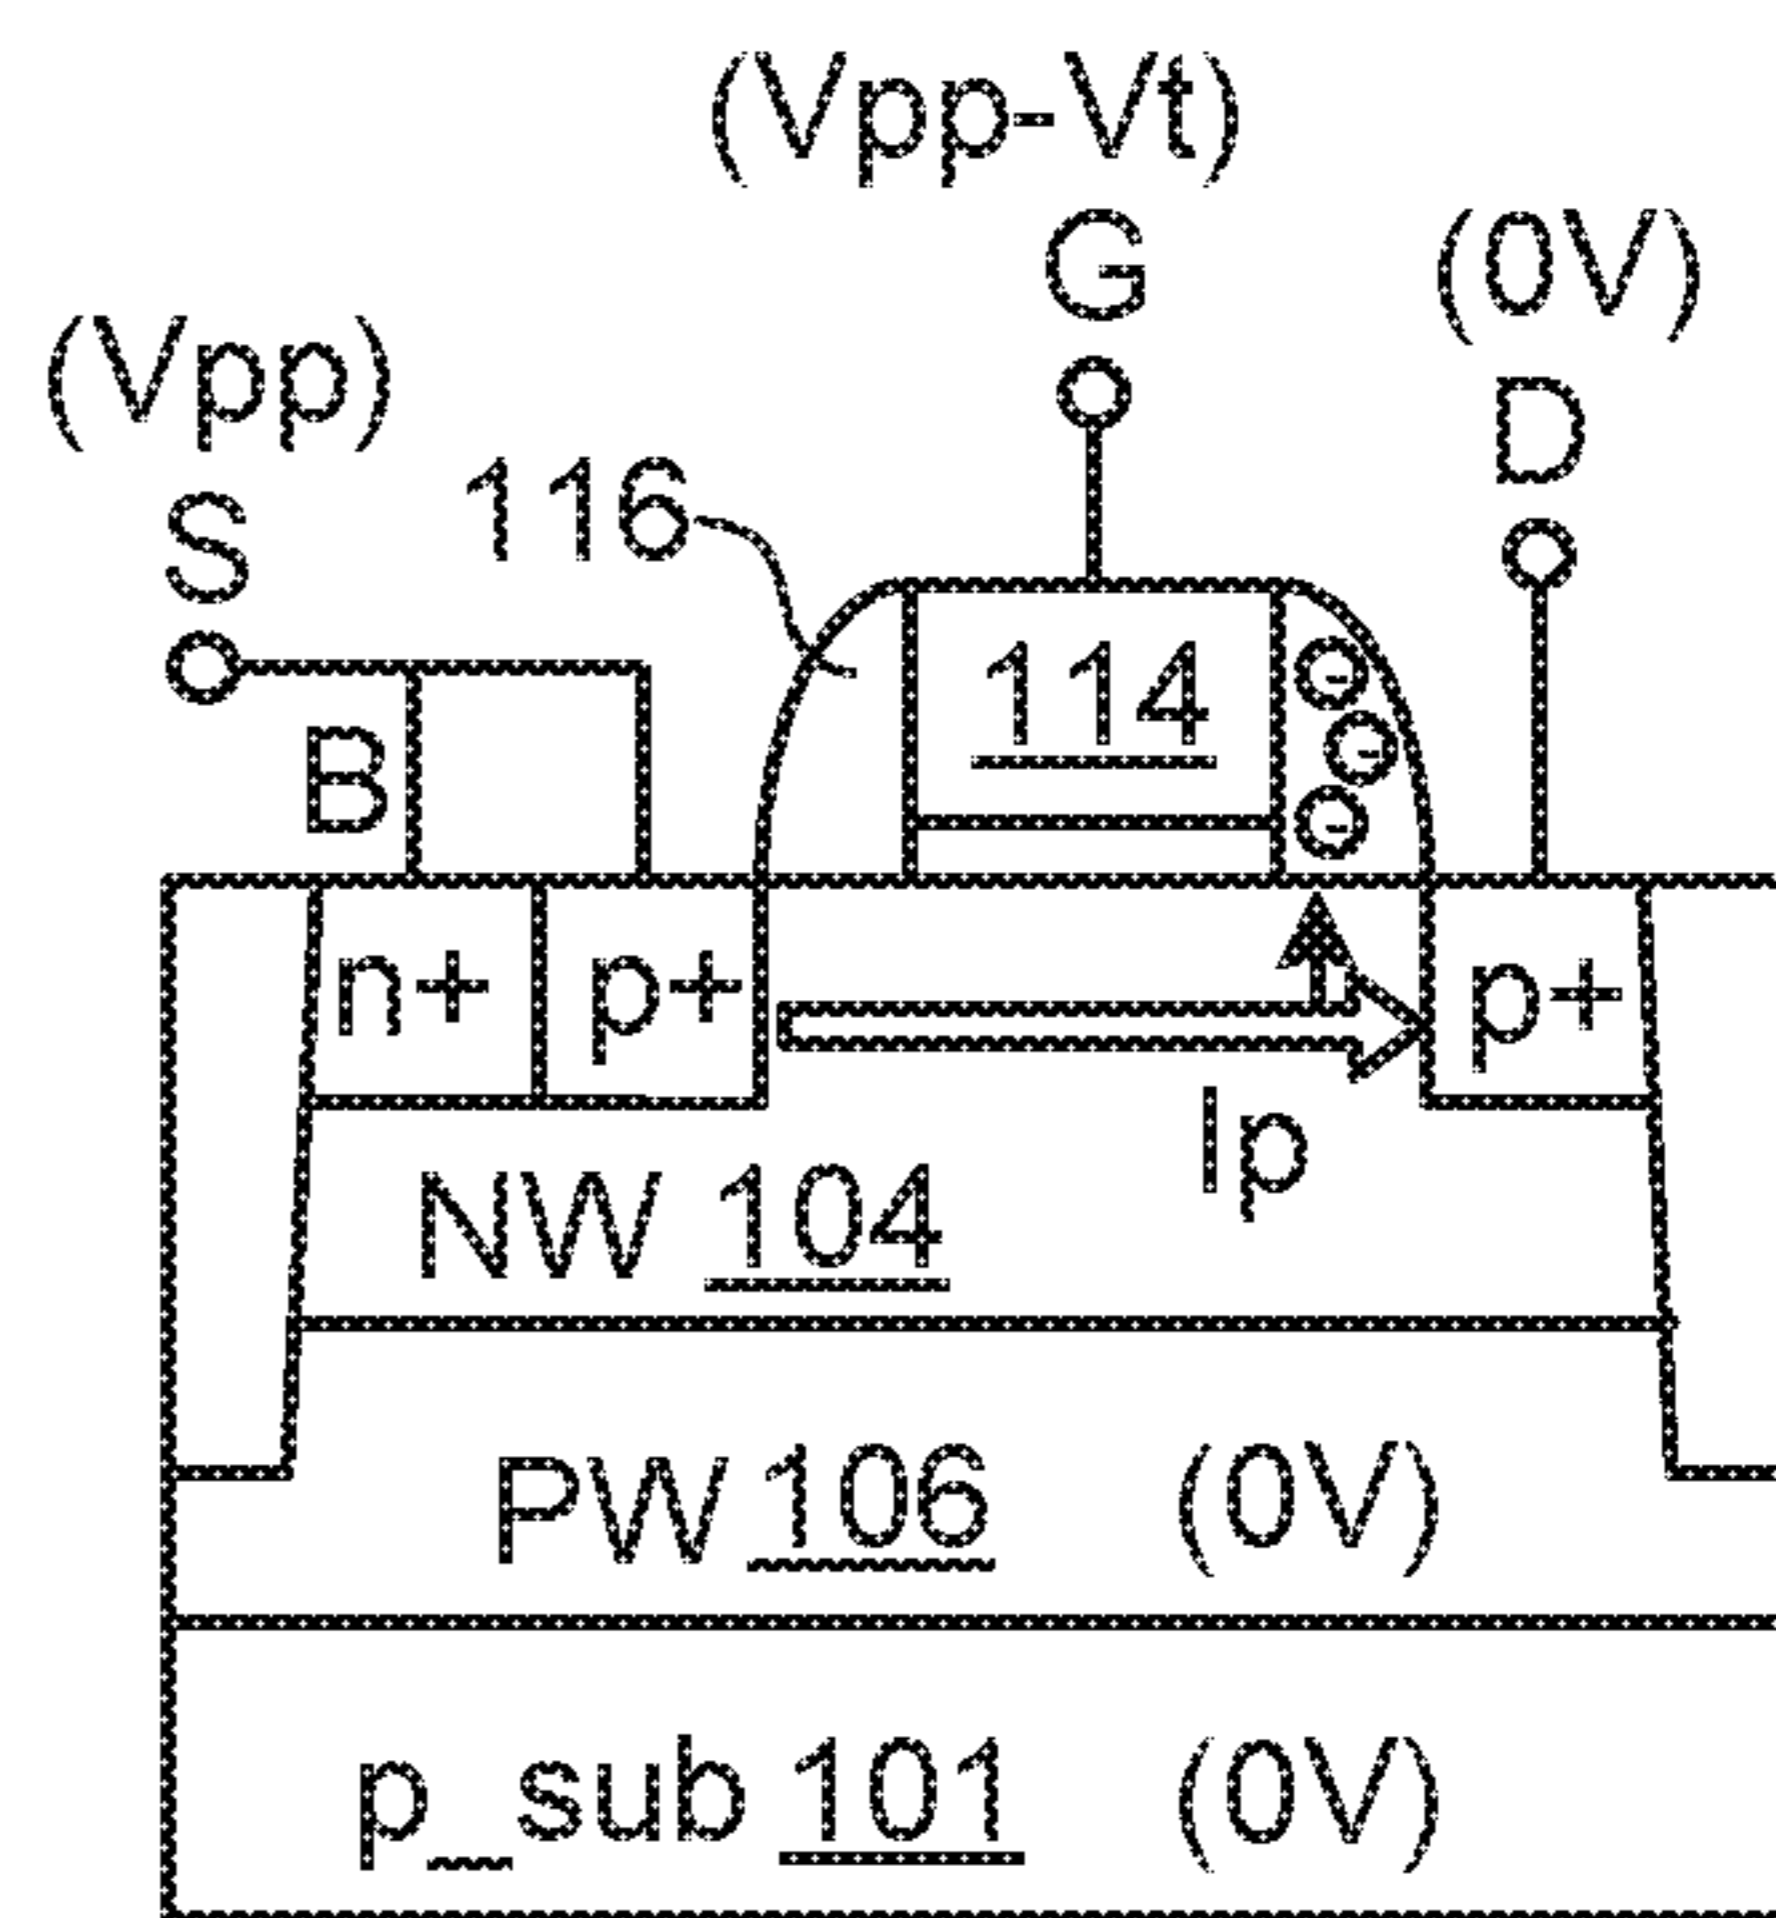 (Vpp-Vt)
G
(0V)
D
(Vpp)
S
116
114
B
- - -
n+ p+ p+
Ip
NW 104
PW 106 (0V)
p_sub 101 (0V)